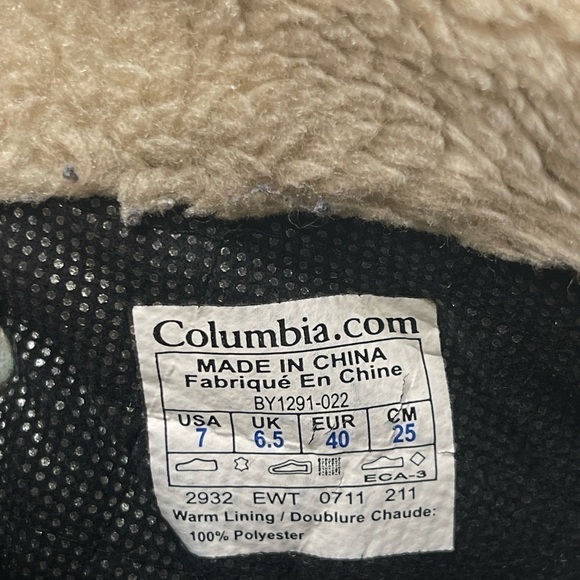 Columbia.com
MADE IN CHINA
Fabriqué En Chine
BY1291-022
USA UK EUR CM
7 6.5 40 25
ECA-3
2932 EWT 0711 211
Warm Lining / Doublure Chaude:
100% Polyester